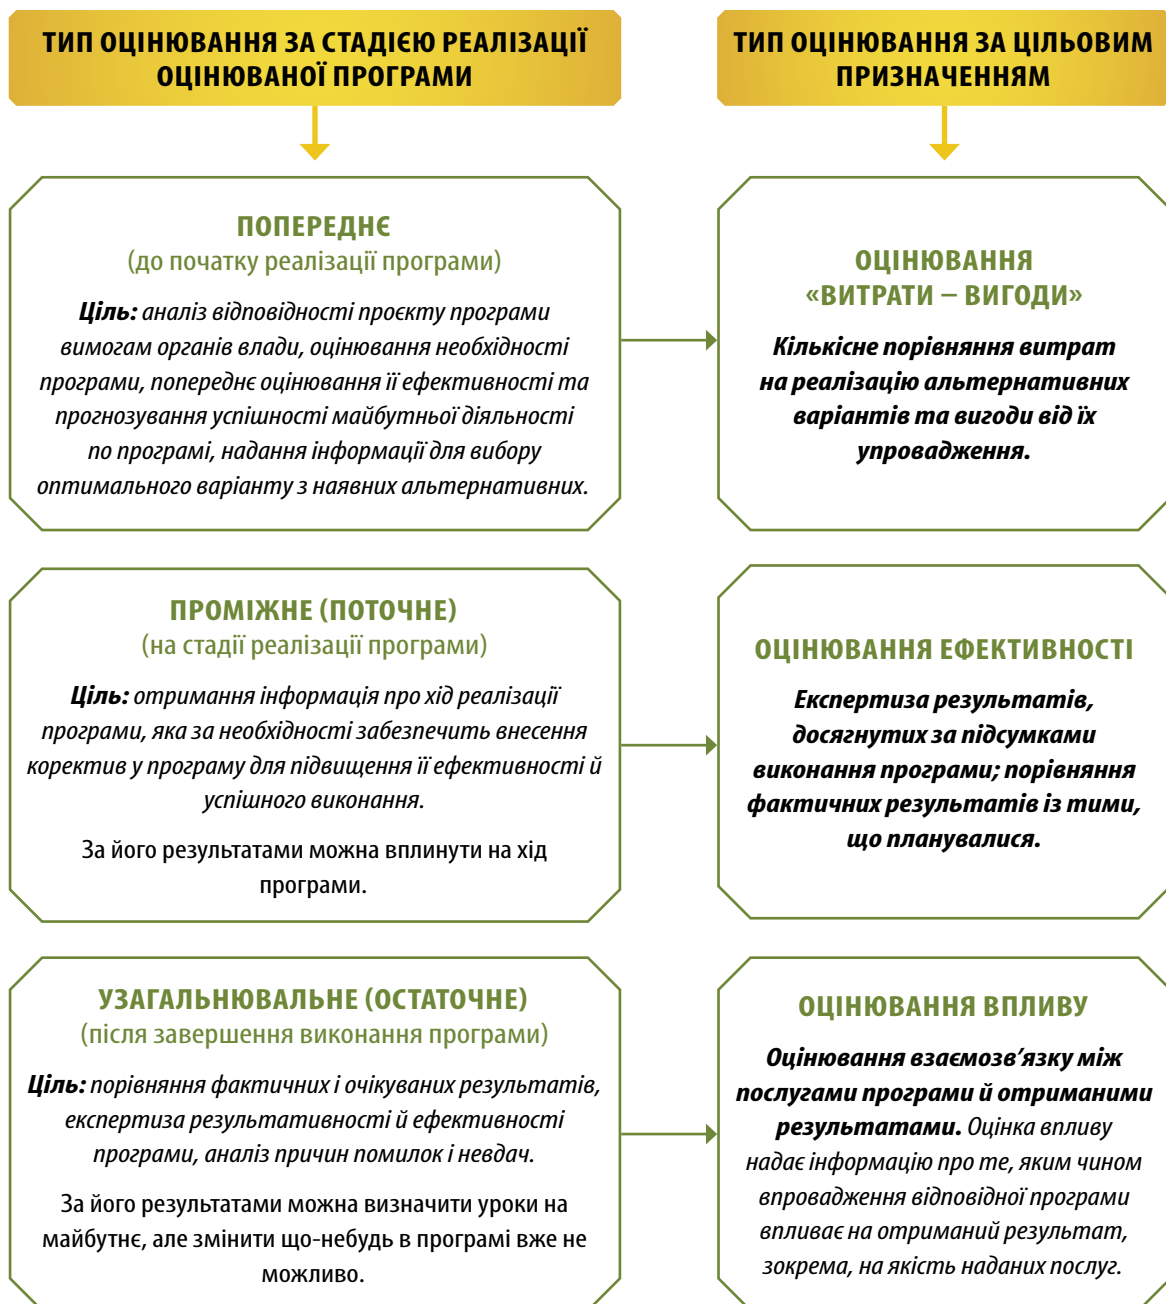 ТИП ОЦІНЮВАННЯ ЗА СТАДІЄЮ РЕАЛІЗАЦІЇ
ОЦІНЮВАНОЇ ПРОГРАМИ
ТИП ОЦІНЮВАННЯ ЗА ЦІЛЬОВИМ
ПРИЗНАЧЕННЯМ
ПОПЕРЕДНЄ
(до початку реалізації програми)
Ціль: аналіз відповідності проєкту програми
вимогам органів влади, оцінювання необхідності
програми, попереднє оцінювання її ефективності та
прогнозування успішності майбутньої діяльності
по програмі, надання інформації для вибору
оптимального варіанту з наявних альтернативних.
ОЦІНЮВАННЯ
«ВИТРАТИ – ВИГОДИ»
Кількісне порівняння витрат
на реалізацію альтернативних
варіантів та вигоди від їх
упровадження.
ПРОМІЖНЕ (ПОТОЧНЕ)
(на стадії реалізації програми)
Ціль: отримання інформація про хід реалізації
програми, яка за необхідності забезпечить внесення
коректив у програму для підвищення її ефективності й
успішного виконання.
За його результатами можна вплинути на хід
програми.
ОЦІНЮВАННЯ ЕФЕКТИВНОСТІ
Експертиза результатів,
досягнутих за підсумками
виконання програми; порівняння
фактичних результатів із тими,
що планувалися.
УЗАГАЛЬНЮВАЛЬНЕ (ОСТАТОЧНЕ)
(після завершення виконання програми)
Ціль: порівняння фактичних і очікуваних результатів,
експертиза результативності й ефективності
програми, аналіз причин помилок і невдач.
За його результатами можна визначити уроки на
майбутнє, але змінити що-небудь в програмі вже не
можливо.
ОЦІНЮВАННЯ ВПЛИВУ
Оцінювання взаємозв’язку між
послугами програми й отриманими
результатами. Оцінка впливу
надає інформацію про те, яким чином
впровадження відповідної програми
впливає на отриманий результат,
зокрема, на якість наданих послуг.